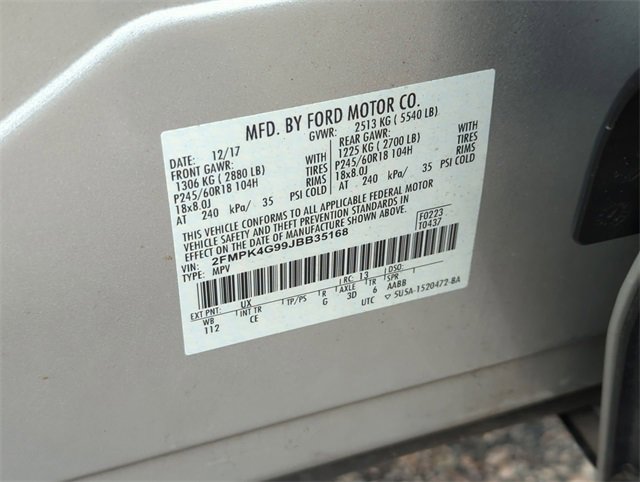 MFD. BY FORD MOTOR CO.
DATE: 12/17 GVWR: 2513 KG ( 5540 LB)
FRONT GAWR: REAR GAWR:
1306 KG ( 2880 LB) WITH 1225 KG ( 2700 LB) WITH
P245/60R18 104H TIRES P245/60R18 104H TIRES
18x8.0J RIMS 18x8.0J RIMS
AT 240 kPa/ 35 PSI COLD AT 240 kPa/ 35 PSI COLD
THIS VEHICLE CONFORMS TO ALL APPLICABLE FEDERAL MOTOR
VEHICLE SAFETY AND THEFT PREVENTION STANDARDS IN
EFFECT ON THE DATE OF MANUFACTURE SHOWN ABOVE. F0223
VIN: 2FMPK4G99JBB35168 T0437
TYPE: MPV
EXT PNT: UX RC: 13 DSO:
WB INT TR TP/PS R AXLE TR SPR
112 CE G 3D 6 AABB
UTC ▽ 5U5A-1520472-BA